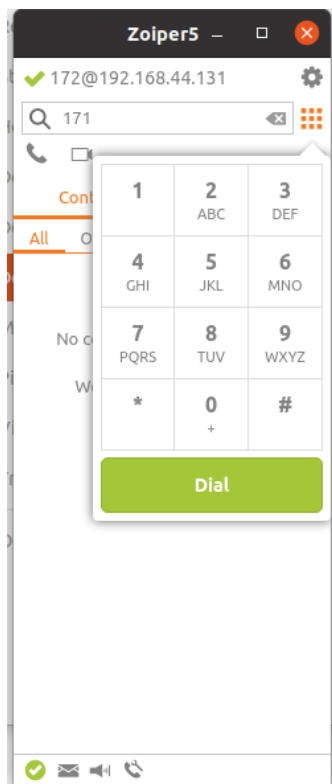 Zoiper5
172@192.168.44.131
171
Cont
All O
1 2 3
ABC DEF
4 5 6
GHI JKL MNO
No c
7 8 9
PQRS TUV WXYZ
W
* 0 #
+
Dial